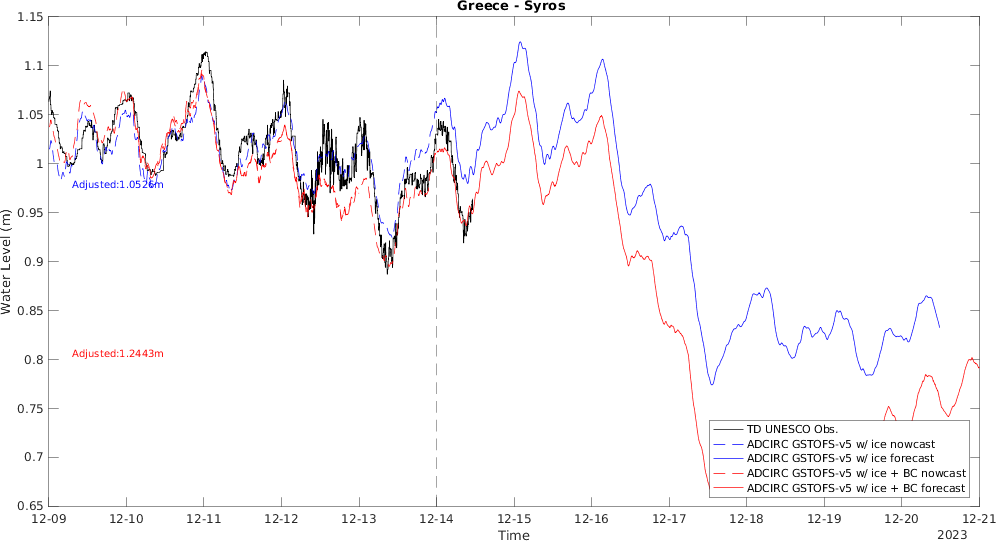 Greece - Syros
1.15
1.1
1.05
1
0.95
0.9
0.85
0.8
0.75
0.7
0.65
Water Level (m)
Adjusted:1.0526m
Adjusted:1.2443m
TD UNESCO Obs.
ADCIRC GSTOFS-v5 w/ ice nowcast
ADCIRC GSTOFS-v5 w/ ice forecast
ADCIRC GSTOFS-v5 w/ ice + BC nowcast
ADCIRC GSTOFS-v5 w/ ice + BC forecast
12-09 12-10 12-11 12-12 12-13 12-14 12-15 12-16 12-17 12-18 12-19 12-20 12-21
Time
2023